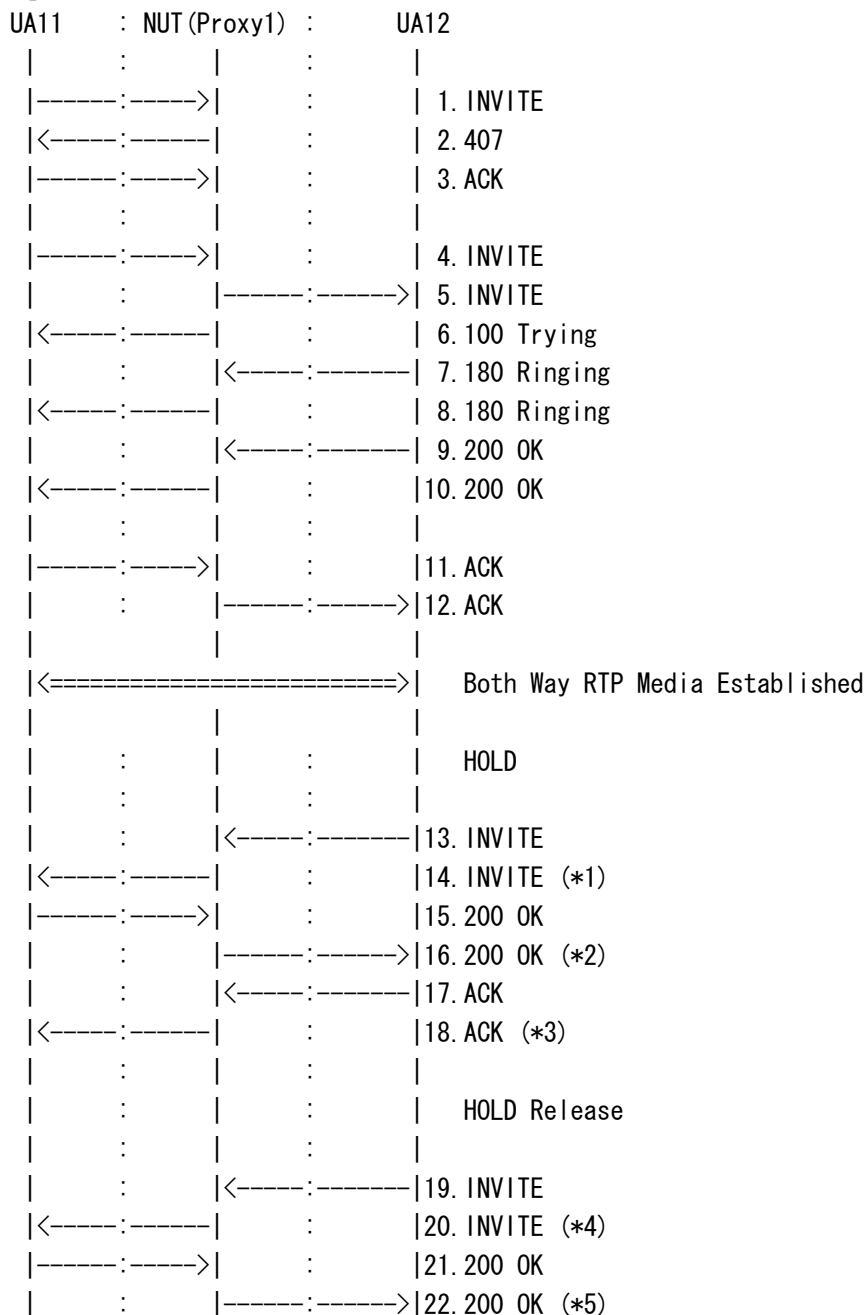 UA11 : NUT(Proxy1) : UA12
| : | : |
|------:----->| : | 1. INVITE
|<-----:------| : | 2. 407
|------:----->| : | 3. ACK
| : | : |
|------:----->| : | 4. INVITE
| : |------:------>| 5. INVITE
|<-----:------| : | 6. 100 Trying
| : |<-----:-------| 7. 180 Ringing
|<-----:------| : | 8. 180 Ringing
| : |<-----:-------| 9. 200 OK
|<-----:------| : |10. 200 OK
| : | : |
|------:----->| : |11. ACK
| : |------:------>|12. ACK
| | |
|<==========================>| Both Way RTP Media Established
| | |
| : | : | HOLD
| : | : |
| : |<-----:-------|13. INVITE
|<-----:------| : |14. INVITE (*1)
|------:----->| : |15. 200 OK
| : |------:------>|16. 200 OK (*2)
| : |<-----:-------|17. ACK
|<-----:------| : |18. ACK (*3)
| : | : |
| : | : | HOLD Release
| : | : |
| : |<-----:-------|19. INVITE
|<-----:------| : |20. INVITE (*4)
|------:----->| : |21. 200 OK
| : |------:------>|22. 200 OK (*5)